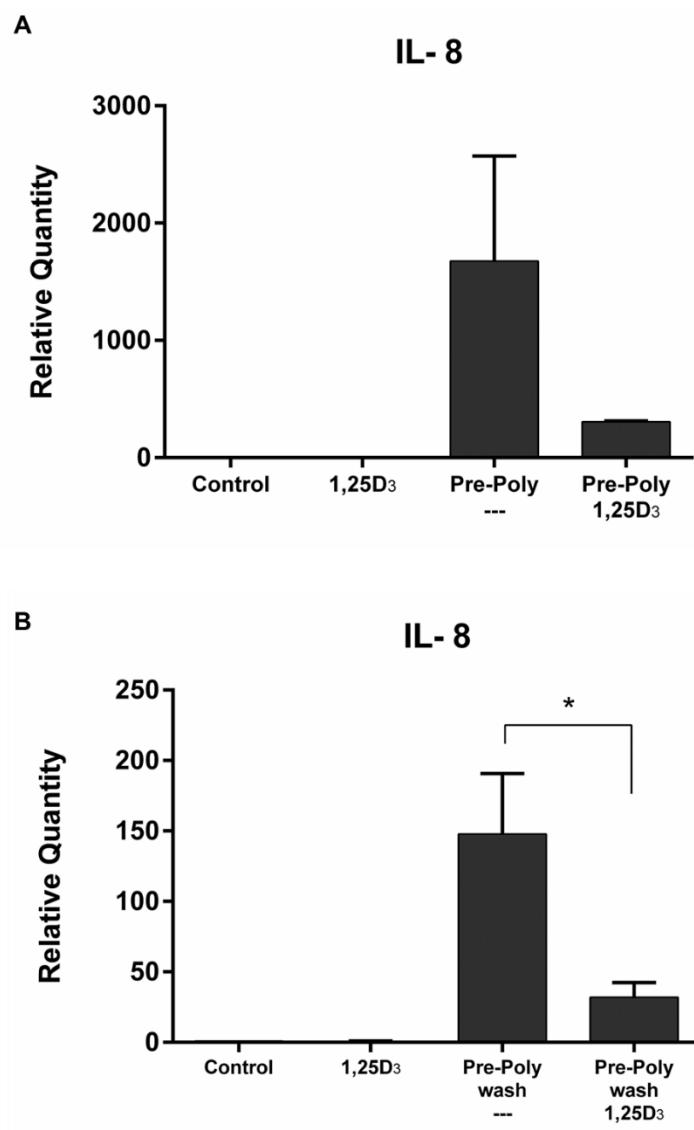 A
IL- 8
Relative Quantity
3000
2000
1000
0
Control 1,25D3 Pre-Poly Pre-Poly
--- 1,25D3
B
IL- 8
Relative Quantity
250
200
150
100
50
0
*
Control 1,25D3 Pre-Poly Pre-Poly
wash wash
--- 1,25D3